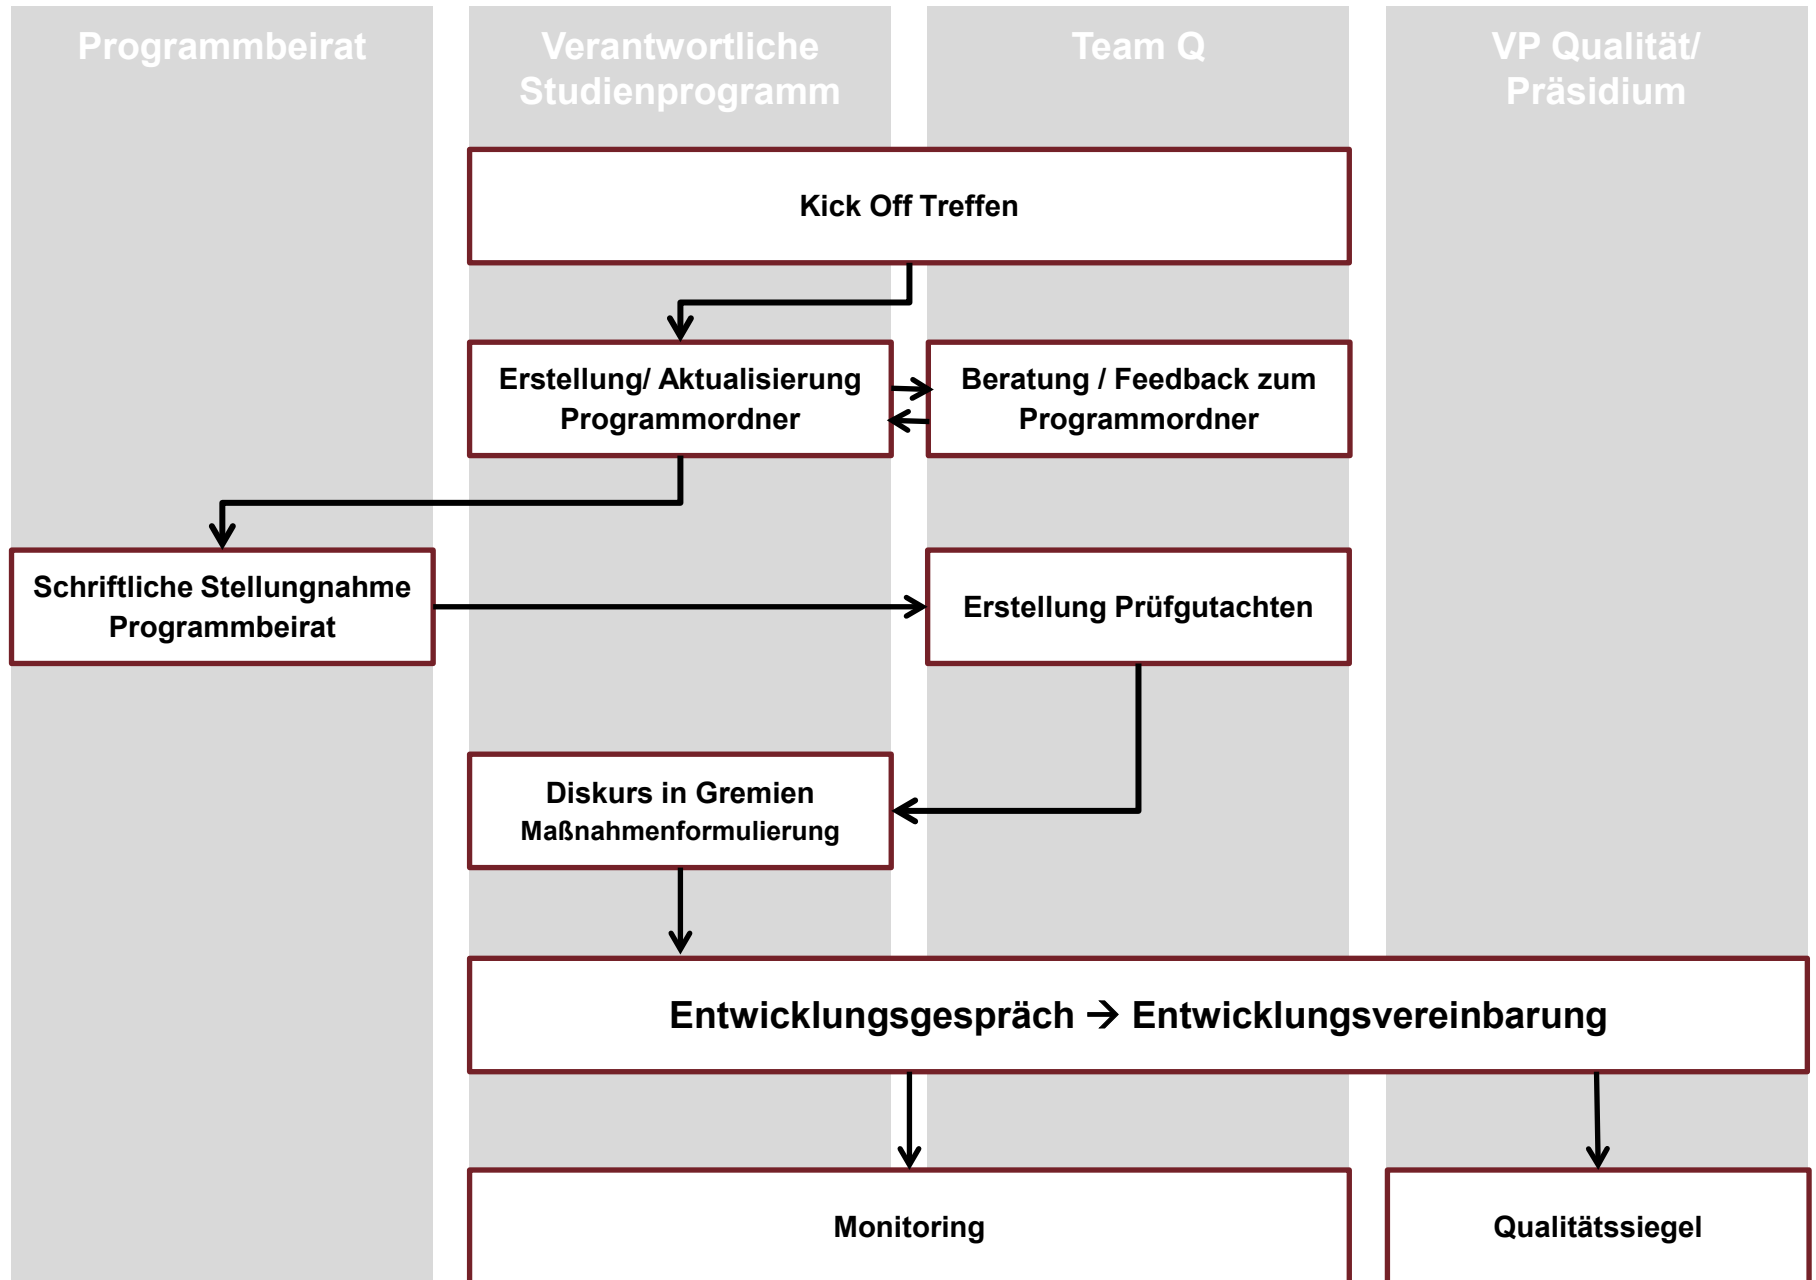 Programmbeirat
Verantwortliche
Studienprogramm
Team Q
VP Qualität/
Präsidium
Kick Off Treffen
Erstellung/ Aktualisierung
Programmordner
Beratung / Feedback zum
Programmordner
Schriftliche Stellungnahme
Programmbeirat
Erstellung Prüfgutachten
Diskurs in Gremien
Maßnahmenformulierung
Entwicklungsgespräch → Entwicklungsvereinbarung
Monitoring
Qualitätssiegel